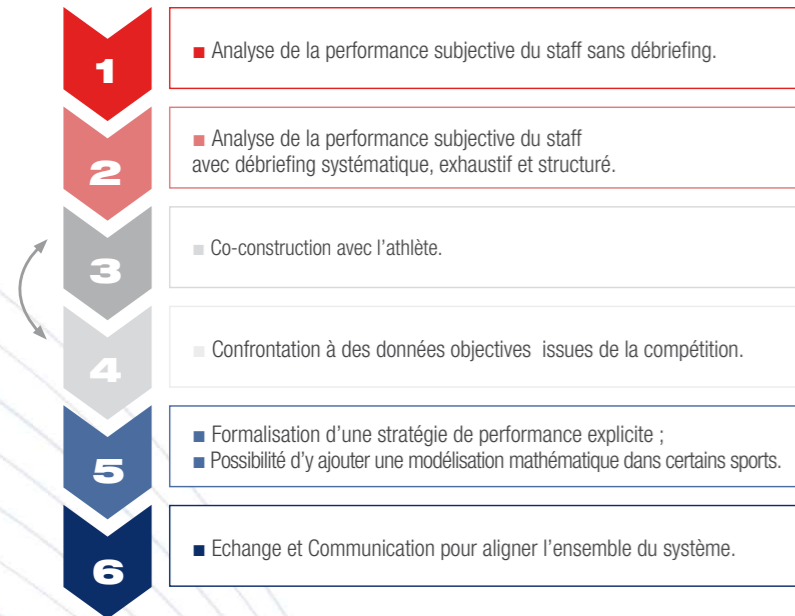 1
■ Analyse de la performance subjective du staff sans débriefing.
2
■ Analyse de la performance subjective du staff
avec débriefing systématique, exhaustif et structuré.
3
■ Co-construction avec l'athlète.
4
■ Confrontation à des données objectives issues de la compétition.
5
■ Formalisation d'une stratégie de performance explicite ;
■ Possibilité d'y ajouter une modélisation mathématique dans certains sports.
6
■ Echange et Communication pour aligner l'ensemble du système.